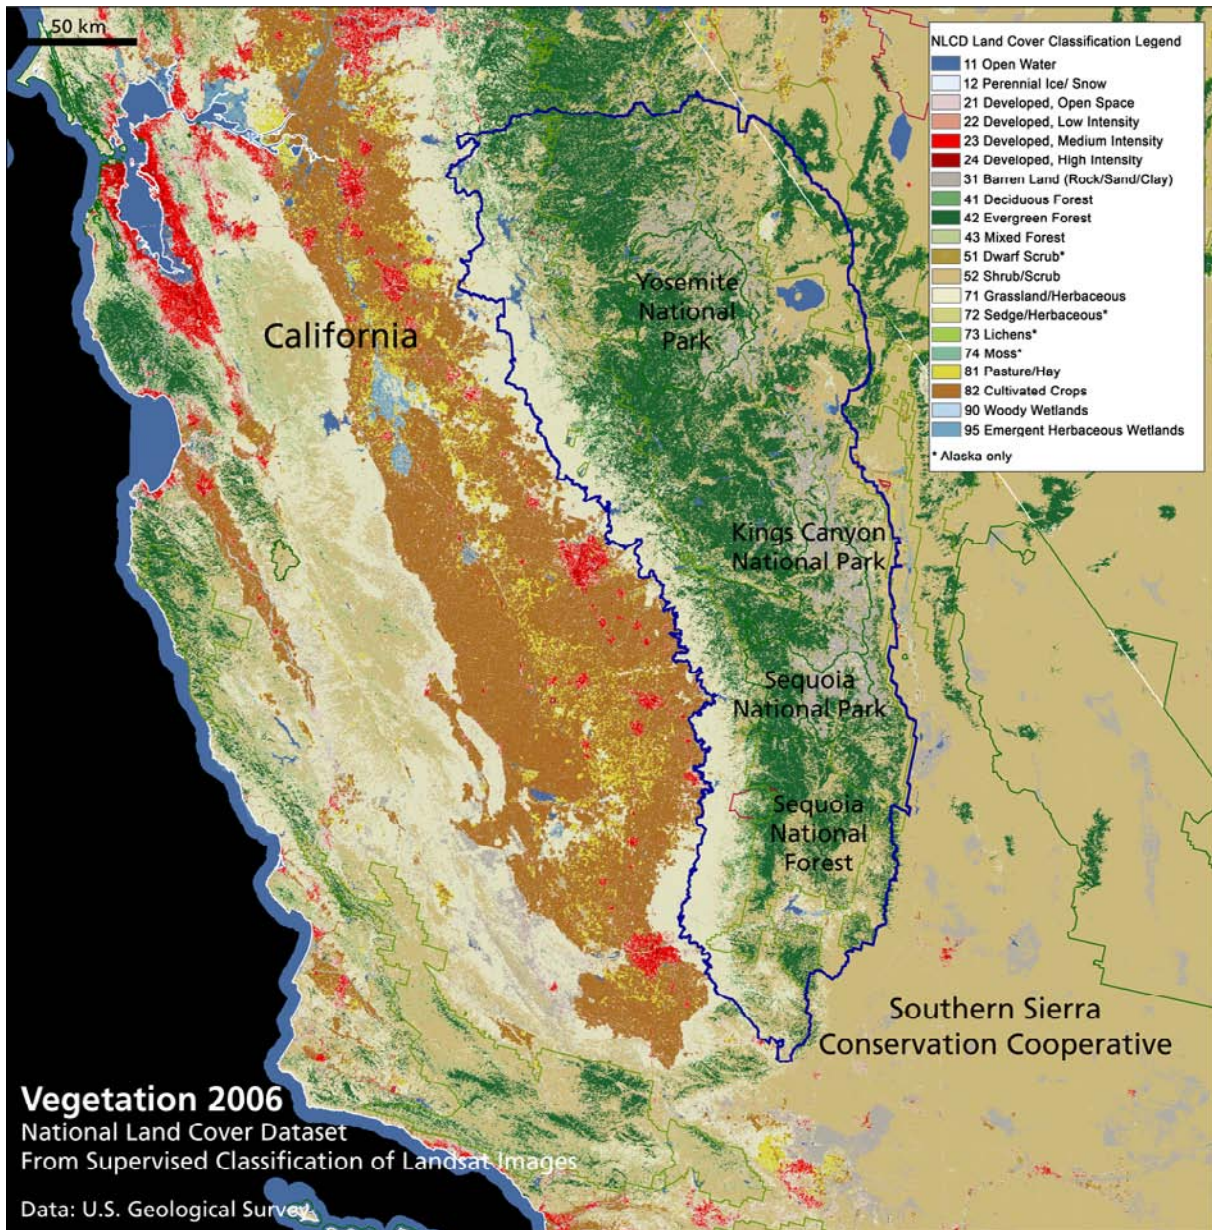 50 km
NLCD Land Cover Classification Legend
11 Open Water
12 Perennial Ice/ Snow
21 Developed, Open Space
22 Developed, Low Intensity
23 Developed, Medium Intensity
24 Developed, High Intensity
31 Barren Land (Rock/Sand/Clay)
41 Deciduous Forest
42 Evergreen Forest
43 Mixed Forest
51 Dwarf Scrub*
52 Shrub/Scrub
71 Grassland/Herbaceous
72 Sedge/Herbaceous*
73 Lichens*
74 Moss*
81 Pasture/Hay
82 Cultivated Crops
90 Woody Wetlands
95 Emergent Herbaceous Wetlands
* Alaska only
California
Yosemite
National
Park
Kings Canyon
National Park
Sequoia
National Park
Sequoia
National
Forest
Southern Sierra
Conservation Cooperative
Vegetation 2006
National Land Cover Dataset
From Supervised Classification of Landsat Images
Data: U.S. Geological Survey